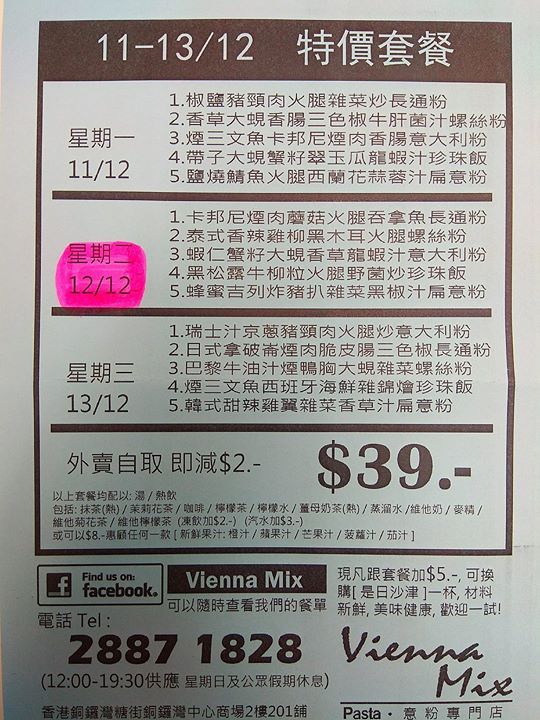 11-13/12 特價套餐
星期一
11/12
1.椒鹽豬頸肉火腿雜菜炒長通粉
2.香草大蜆香腸三色椒牛肝菌汁螺絲粉
3.煙三文魚卡邦尼煙肉香腸意大利粉
4.帶子大蜆蟹籽翠玉瓜龍蝦汁珍珠飯
5.鹽燒鯖魚火腿西蘭花蒜蓉汁扁意粉
星期二
12/12
1.卡邦尼煙肉蘑菇火腿吞拿魚長通粉
2.泰式香辣雞柳黑木耳火腿螺絲粉
3.蝦仁蟹籽大蜆香草龍蝦汁意大利粉
4.黑松露牛柳粒火腿野菌炒珍珠飯
5.蜂蜜吉列炸豬扒雜菜黑椒汁扁意粉
星期三
13/12
1.瑞士汁京蔥豬頸肉火腿炒意大利粉
2.日式拿破崙煙肉脆皮腸三色椒長通粉
3.巴黎牛油汁煙鴨胸大蜆雜菜螺絲粉
4.煙三文魚西班牙海鮮雜錦燴珍珠飯
5.韓式甜辣雞翼雜菜香草汁扁意粉
外賣自取 即減$2.-
$39.-
以上套餐均配以: 湯 / 熱飲
包括: 抹茶(熱) / 茉莉花茶 / 咖啡 / 檸檬茶 / 檸檬水 / 薑母奶茶(熱) / 蒸溜水 / 維他奶 / 麥精 /
維他菊花茶 / 維他檸檬茶 (凍飲加$2.-) (汽水加$3.-)
或可以$8.-惠顧任何一款 [ 新鮮果汁: 橙汁 / 蘋果汁 / 芒果汁 / 菠蘿汁 / 茄汁 ]
f Find us on:
facebook.
Vienna Mix
可以隨時查看我們的餐單
現凡跟套餐加$5.-, 可換
購[ 是日沙津 ]一杯, 材料
新鮮, 美味健康, 歡迎一試!
電話 Tel :
2887 1828
(12:00-19:30供應 星期日及公眾假期休息)
香港銅鑼灣糖街銅鑼灣中心商場2樓201舖
Vienna
Mix
Pasta · 意粉專門店